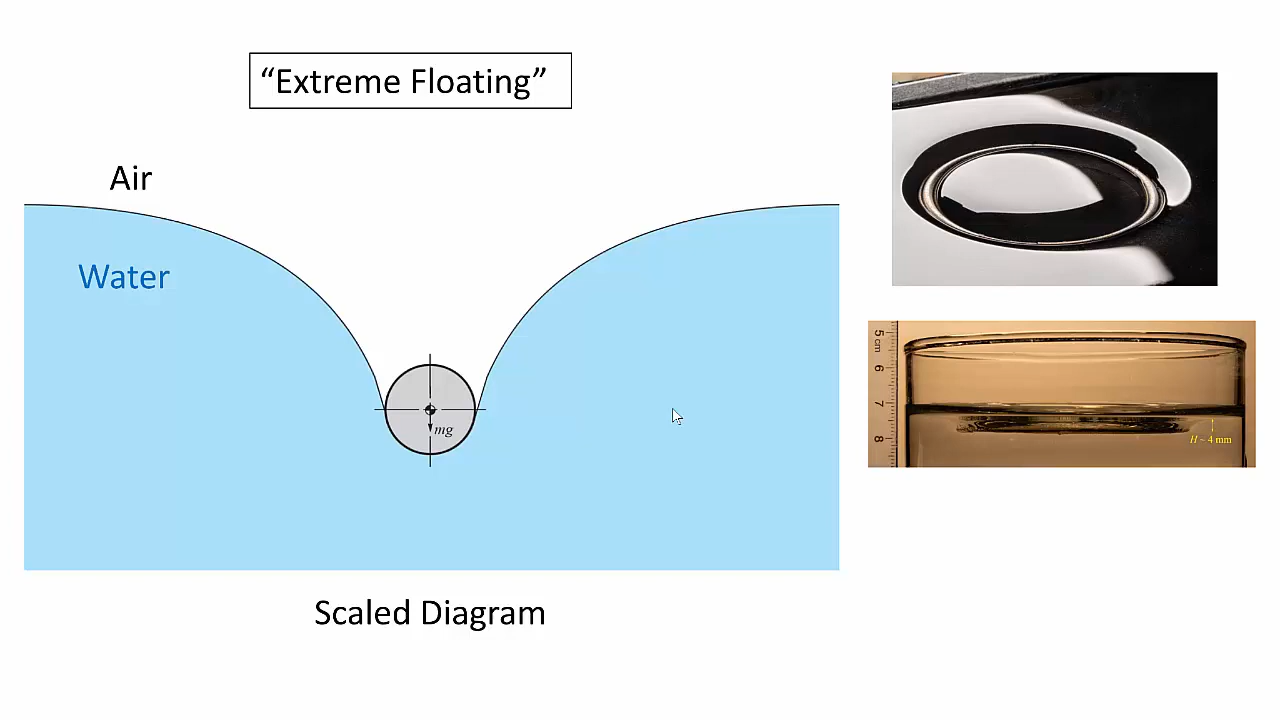 “Extreme Floating”
Air
Water
mg
Scaled Diagram
5 cm
6
7
8
H ~ 4 mm